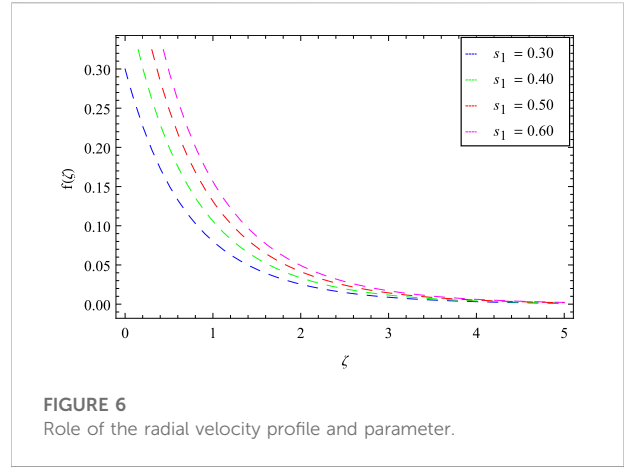 s1 = 0.30
s1 = 0.40
s1 = 0.50
s1 = 0.60
0.30
0.25
0.20
0.15
0.10
0.05
0.00
f(ζ)
0 1 2 3 4 5
ζ
FIGURE 6
Role of the radial velocity profile and parameter.